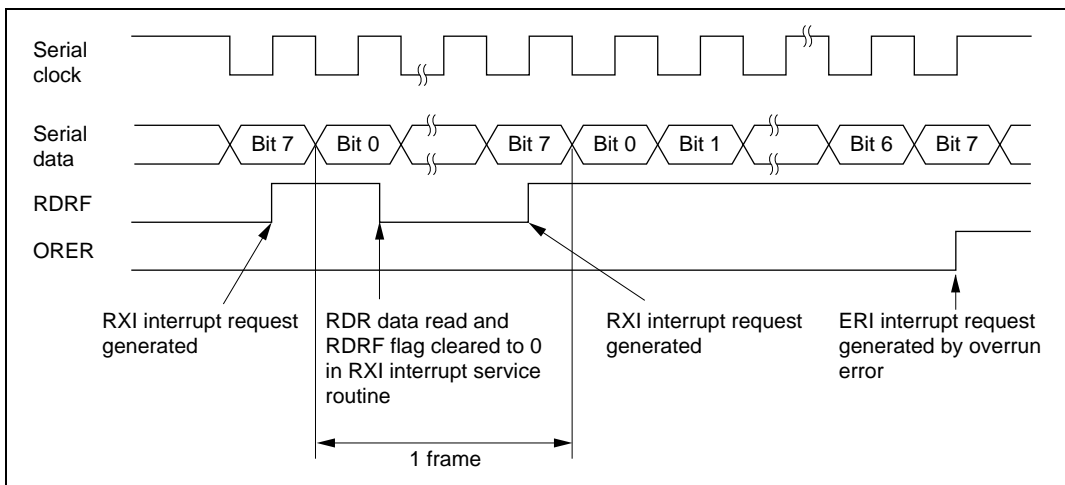 Serial
clock
Serial
data
Bit 7
Bit 0
Bit 7
Bit 0
Bit 1
Bit 6
Bit 7
RDRF
ORER
RXI interrupt request
generated
RDR data read and
RDRF flag cleared to 0
in RXI interrupt service
routine
RXI interrupt request
generated
ERI interrupt request
generated by overrun
error
1 frame